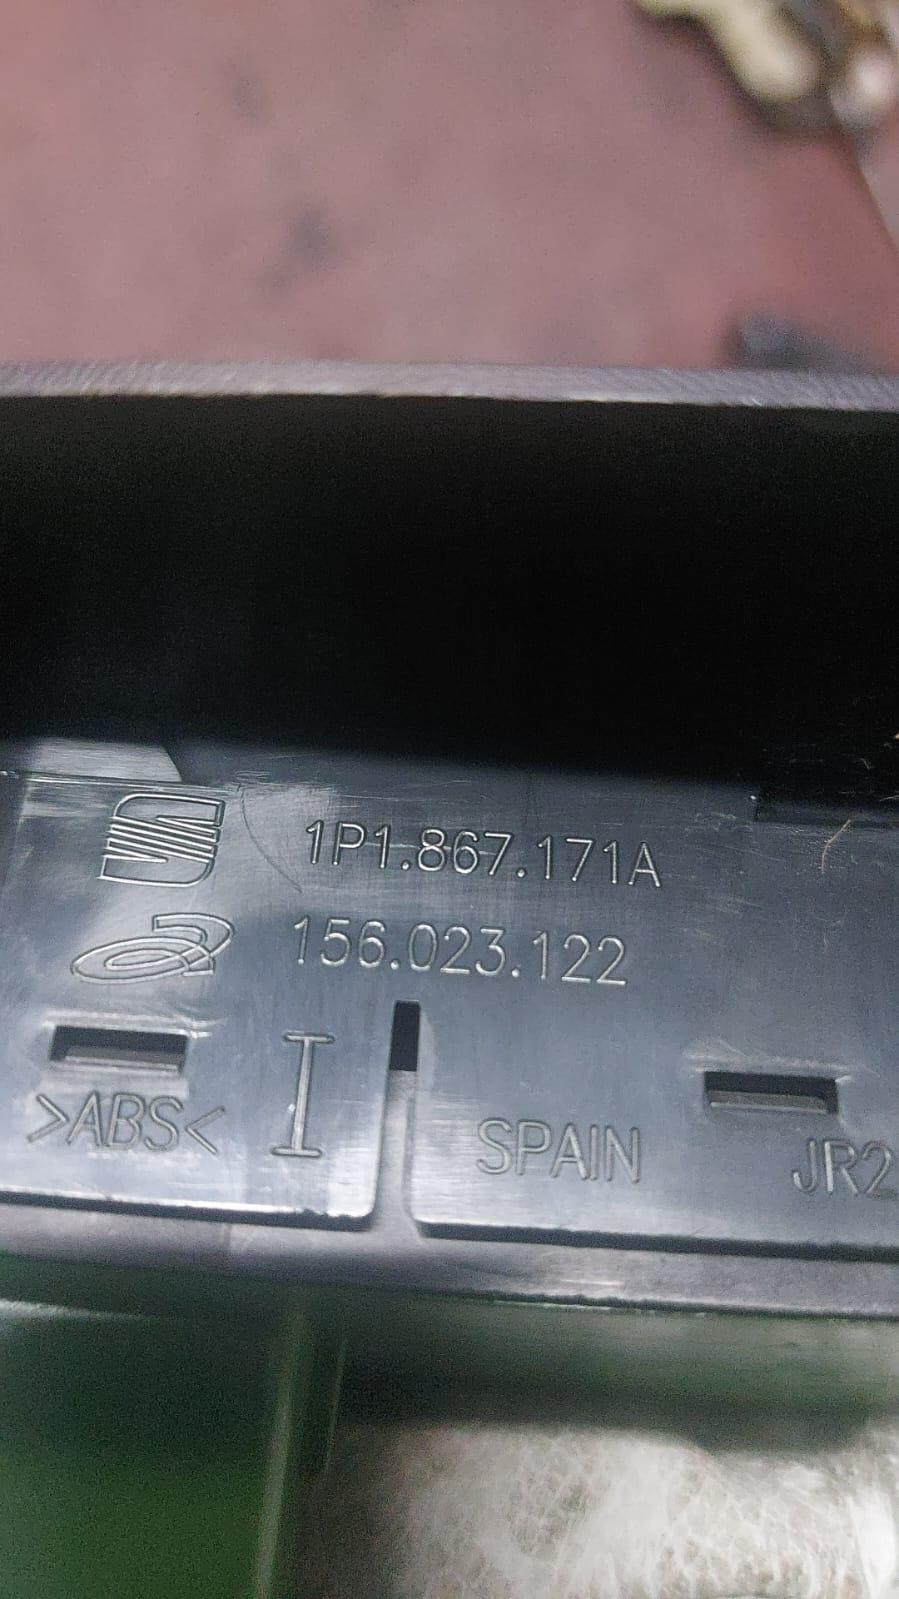 1P1.867.171A
156.023.122
>ABS< I SPAIN JR2